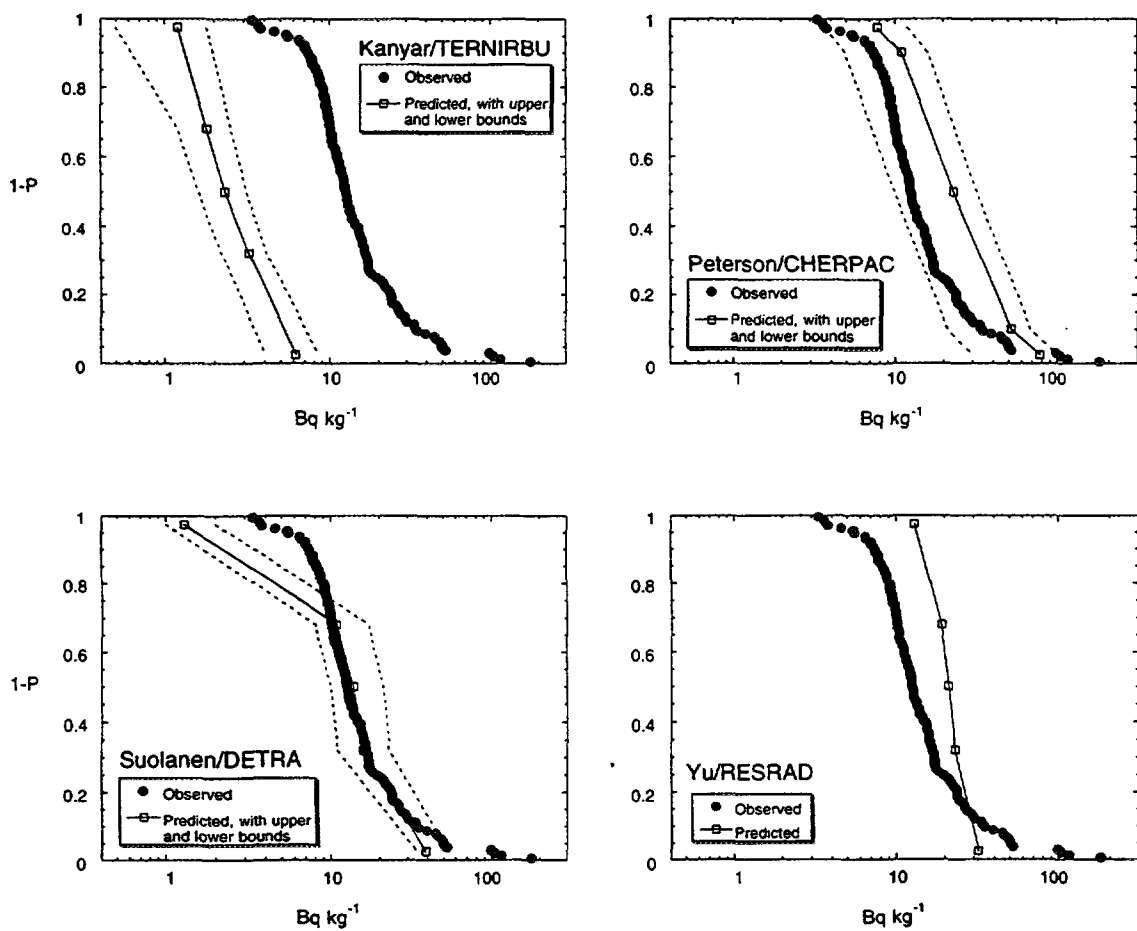 1
0.8
0.6
1-P
0.4
0.2
0
1
10
100
Bq kg-1
Kanyar/TERNIRBU
Observed
Predicted, with upper
and lower bounds
1
0.8
0.6
0.4
0.2
0
1
10
100
Bq kg-1
Peterson/CHERPAC
Observed
Predicted, with upper
and lower bounds
1
0.8
0.6
1-P
0.4
0.2
0
1
10
100
Bq kg-1
Suolanen/DETRA
Observed
Predicted, with upper
and lower bounds
1
0.8
0.6
0.4
0.2
0
1
10
100
Bq kg-1
Yu/RESRAD
Observed
Predicted